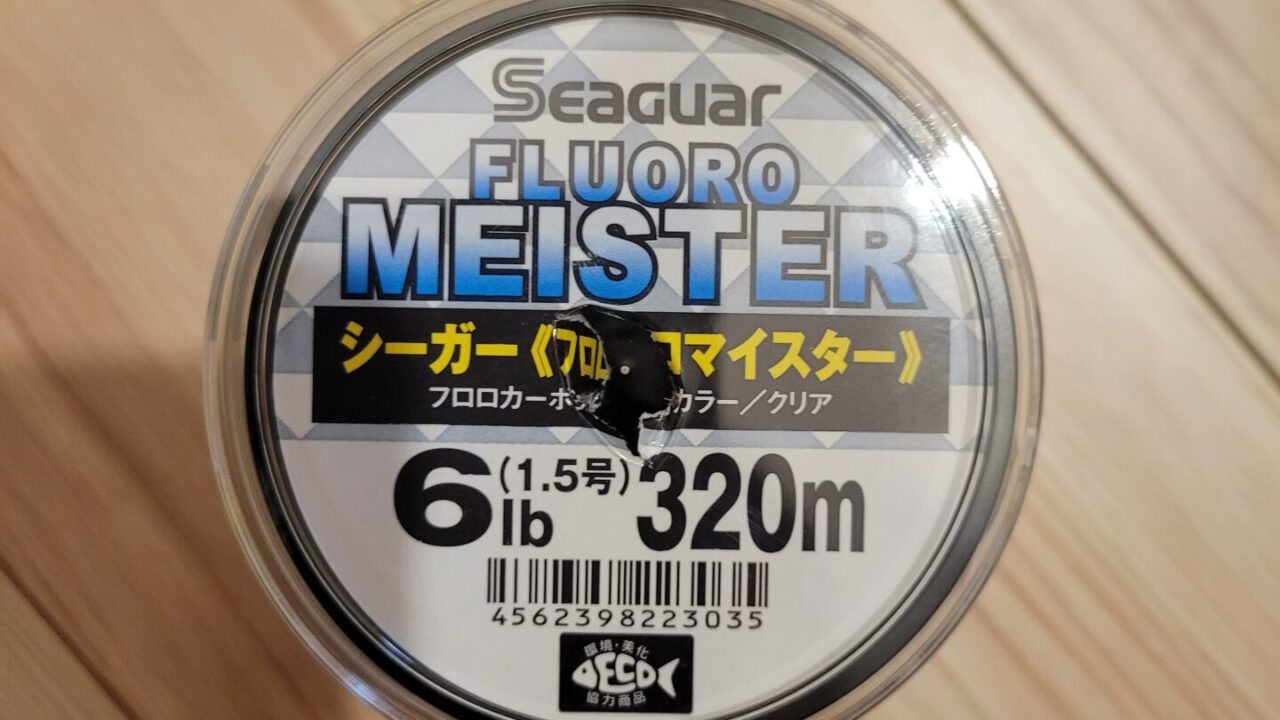 Seaguar
FLUORO
MEISTER
シーガー《フロロマイスター》
フロロカーボン カラー／クリア
6lb (1.5号) 320m
4562398223035
環境・美化
ECO
協力商品